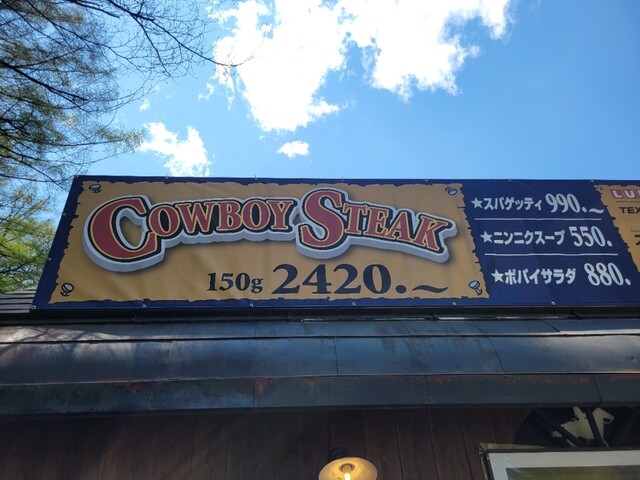 COWBOY STEAK
150g 2420.～
★スパゲッティ 990.～
★ニンニクスープ 550.
★ポパイサラダ 880.